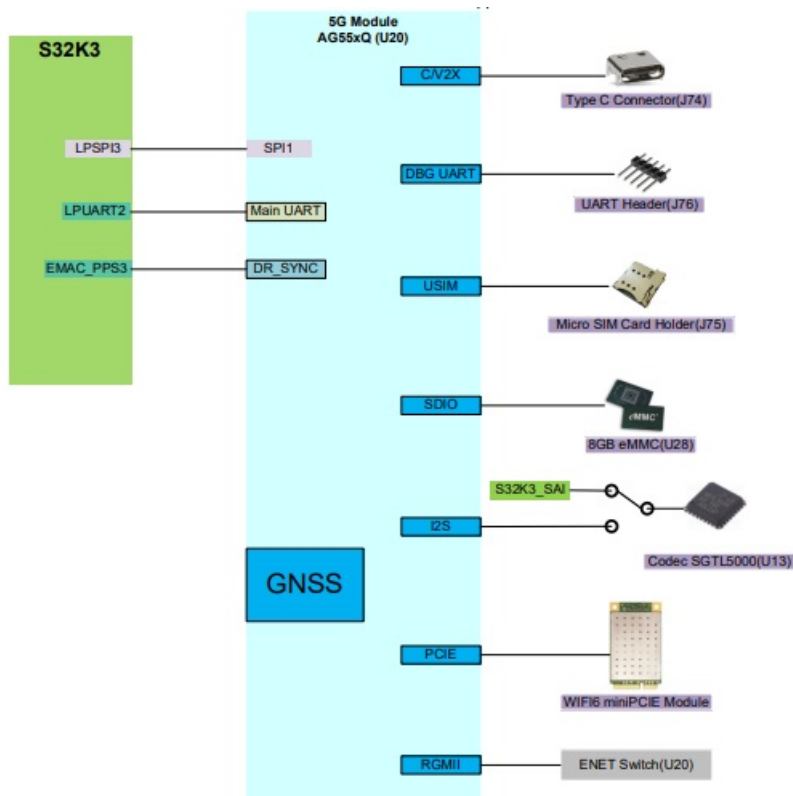 5G Module
AG55xQ (U20)
S32K3
C/V2X
Type C Connector(J74)
LPSPI3
SPI1
DBG UART
UART Header(J76)
LPUART2
Main UART
EMAC_PPS3
DR_SYNC
USIM
Micro SIM Card Holder(J75)
SDIO
eMMC
8GB eMMC(U28)
S32K3_SAI
I2S
Codec SGTL5000(U13)
GNSS
PCIE
WIFI6 miniPCIE Module
RGMII
ENET Switch(U20)